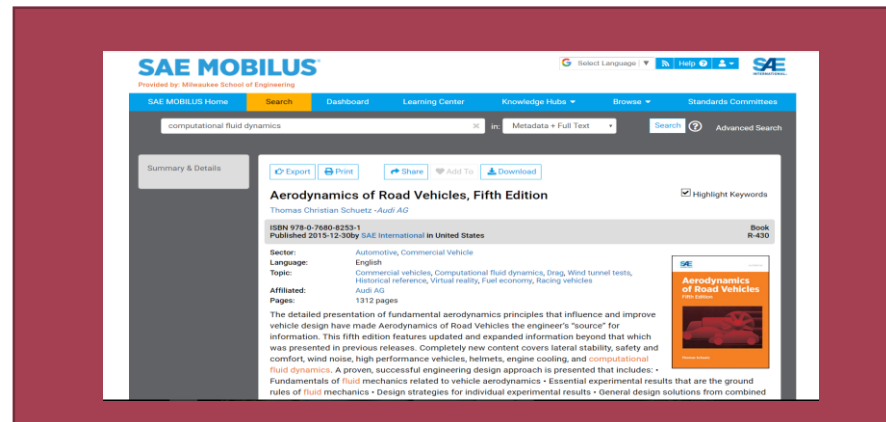 SAE MOBILUS®
Provided by: Milwaukee School of Engineering
Select Language ▼
Help
SAE
INTERNATIONAL
SAE MOBILUS Home Search Dashboard Learning Center Knowledge Hubs Browse Standards Committees
computational fluid dynamics × in: Metadata + Full Text Search ? Advanced Search
Summary & Details
Export Print Share Add To Download
Aerodynamics of Road Vehicles, Fifth Edition
Highlight Keywords
Thomas Christian Schuetz -Audi AG
ISBN 978-0-7680-8253-1 Book
Published 2015-12-30by SAE International in United States R-430
Sector: Automotive, Commercial Vehicle
Language: English
Topic: Commercial vehicles, Computational fluid dynamics, Drag, Wind tunnel tests,
Historical reference, Virtual reality, Fuel economy, Racing vehicles
Affiliated: Audi AG
Pages: 1312 pages
SAE
Aerodynamics
of Road Vehicles
Fifth Edition
Thomas Schuetz
The detailed presentation of fundamental aerodynamics principles that influence and improve
vehicle design have made Aerodynamics of Road Vehicles the engineer's "source" for
information. This fifth edition features updated and expanded information beyond that which
was presented in previous releases. Completely new content covers lateral stability, safety and
comfort, wind noise, high performance vehicles, helmets, engine cooling, and computational
fluid dynamics. A proven, successful engineering design approach is presented that includes: •
Fundamentals of fluid mechanics related to vehicle aerodynamics • Essential experimental results that are the ground
rules of fluid mechanics • Design strategies for individual experimental results • General design solutions from combined